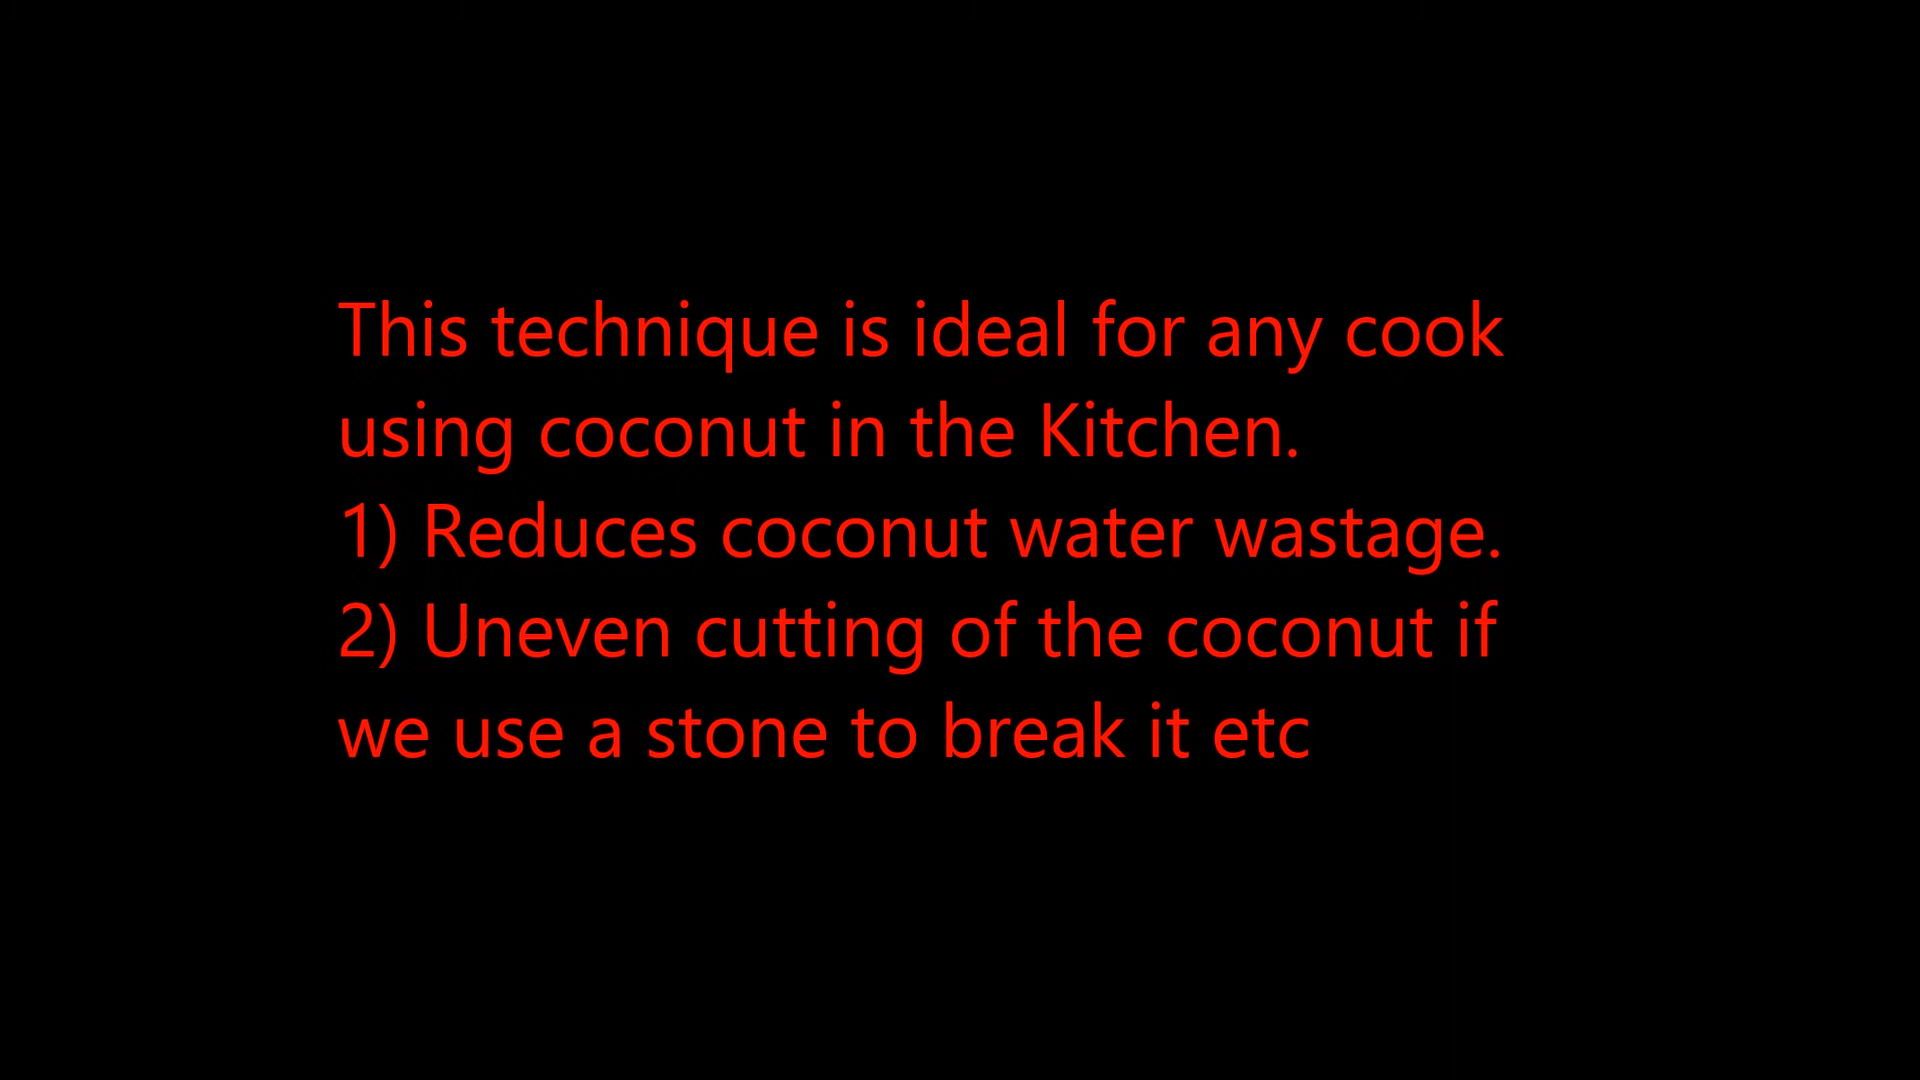 This technique is ideal for any cook
using coconut in the Kitchen.
1) Reduces coconut water wastage.
2) Uneven cutting of the coconut if
we use a stone to break it etc